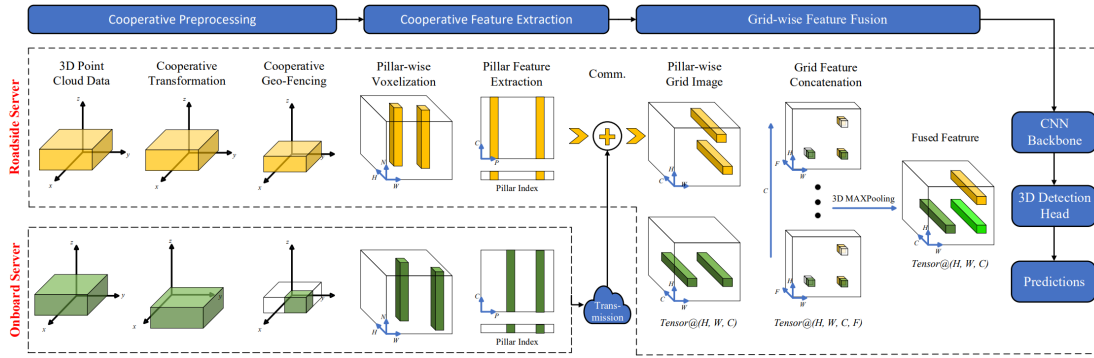 Cooperative Preprocessing
Cooperative Feature Extraction
Grid-wise Feature Fusion
Roadside Server
3D Point
Cloud Data
Cooperative
Transformation
Cooperative
Geo-Fencing
Pillar-wise
Voxelization
Pillar Feature
Extraction
Comm.
Pillar-wise
Grid Image
Grid Feature
Concatenation
Fused Feature
CNN
Backbone
3D Detection
Head
Predictions
z
y
x
z
y
x
z
y
x
N
H
W
C
P
Pillar Index
H
C
W
C
H
F
W
3D MAXPooling
H
C
W
Tensor@(H, W, C)
Onboard Server
z
y
x
z
y
x
z
y
x
N
H
W
C
P
Pillar Index
Trans-
mission
H
C
W
Tensor@(H, W, C)
H
F
W
Tensor@(H, W, C, F)